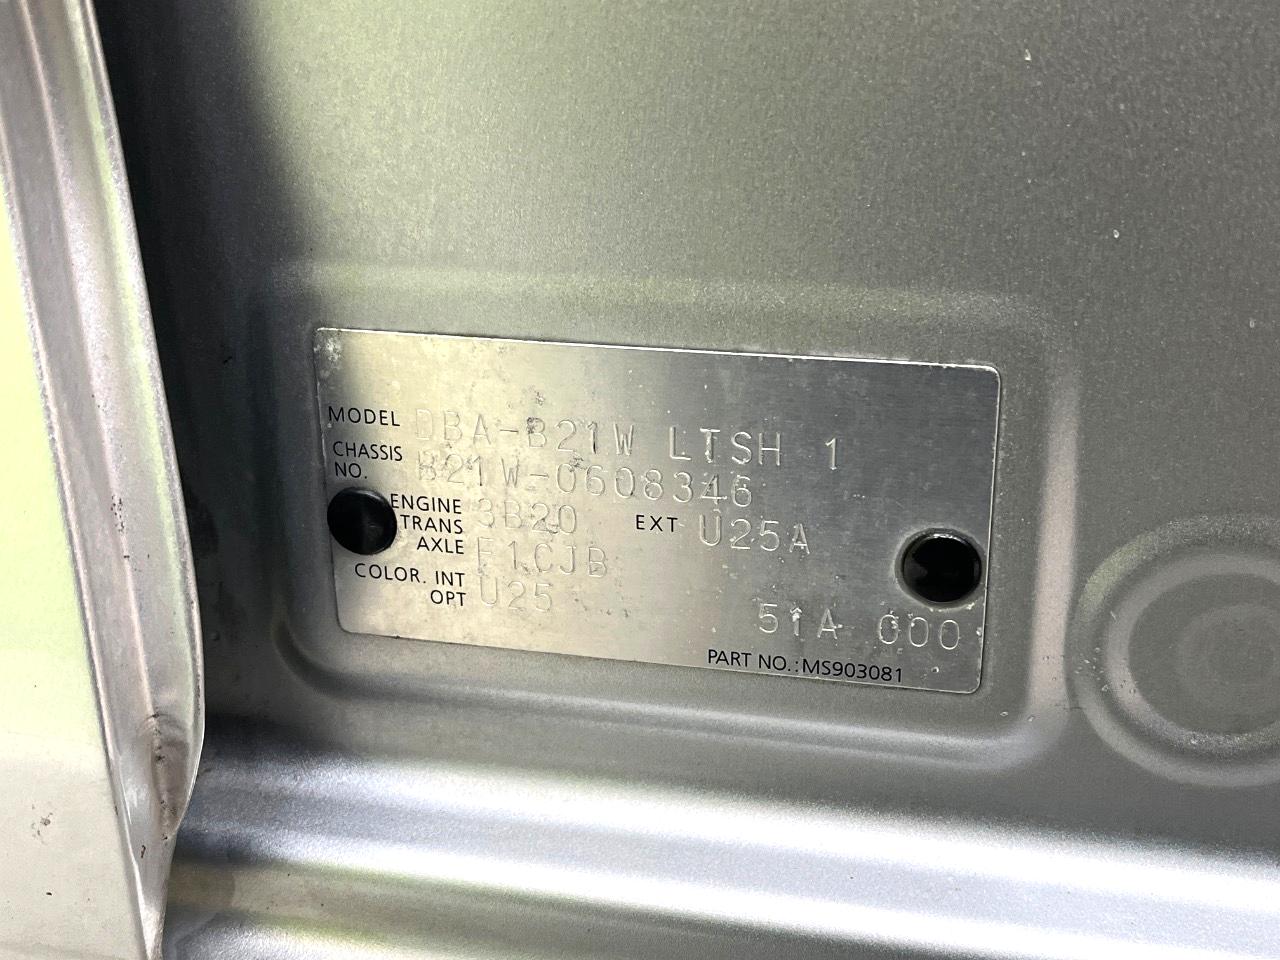 MODEL DBA-B21W LTSH 1
CHASSIS NO. B21W-0608346
ENGINE 3B20 EXT U25A
TRANS AXLE F1CJB
COLOR. INT OPT U25 51A 000
PART NO.:MS903081